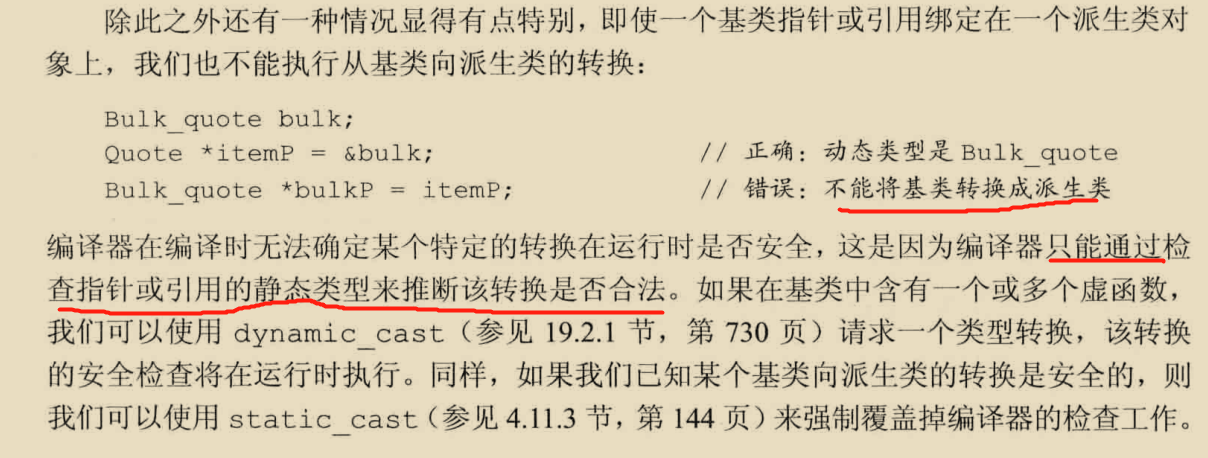 除此之外还有一种情况显得有点特别，即使一个基类指针或引用绑定在一个派生类对
象上，我们也不能执行从基类向派生类的转换：
Bulk_quote bulk;
Quote *itemP = &bulk; // 正确：动态类型是 Bulk_quote
Bulk_quote *bulkP = itemP; // 错误：不能将基类转换成派生类
编译器在编译时无法确定某个特定的转换在运行时是否安全，这是因为编译器只能通过检
查指针或引用的静态类型来推断该转换是否合法。如果在基类中含有一个或多个虚函数，
我们可以使用 dynamic_cast（参见 19.2.1 节，第 730 页）请求一个类型转换，该转换
的安全检查将在运行时执行。同样，如果我们已知某个基类向派生类的转换是安全的，则
我们可以使用 static_cast（参见 4.11.3 节，第 144 页）来强制覆盖掉编译器的检查工作。